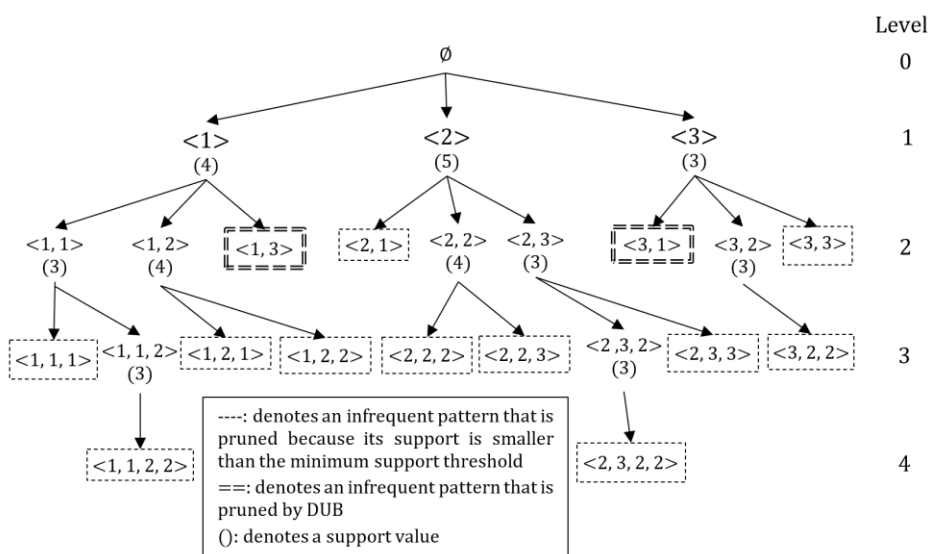 Level
∅ 0
<1> <2> <3> 1
(4) (5) (3)
<1, 1> <1, 2> <1, 3> <2, 1> <2, 2> <2, 3> <3, 1> <3, 2> <3, 3> 2
(3) (4) (4) (3) (3)
<1, 1, 1> <1, 1, 2> <1, 2, 1> <1, 2, 2> <2, 2, 2> <2, 2, 3> <2 ,3, 2> <2, 3, 3> <3, 2, 2> 3
(3) (3)
<1, 1, 2, 2> <2, 3, 2, 2> 4
----: denotes an infrequent pattern that is
pruned because its support is smaller
than the minimum support threshold
==: denotes an infrequent pattern that is
pruned by DUB
(): denotes a support value